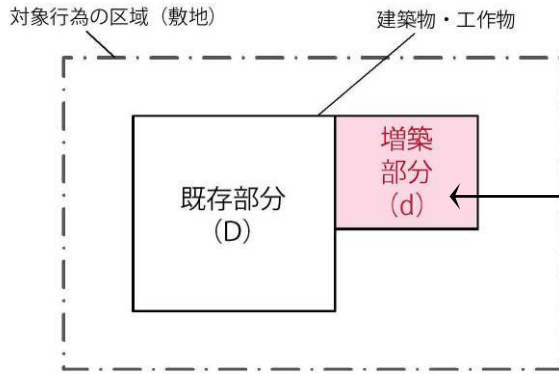 対象行為の区域（敷地）
建築物・工作物
増築
部分
（d）
既存部分
（D）